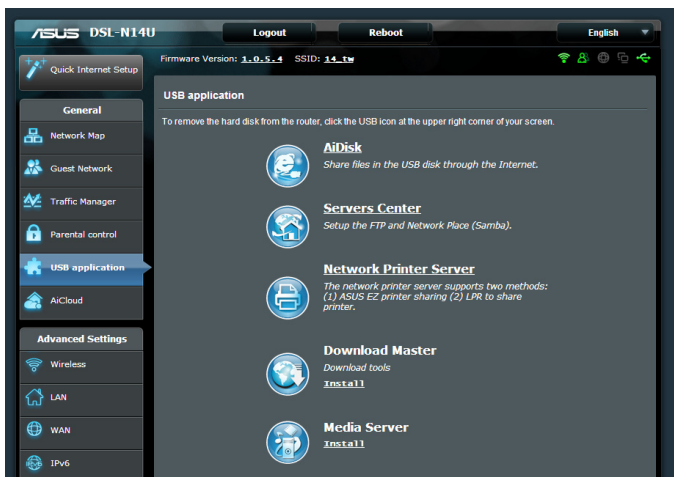 ASUS DSL-N14U
Logout
Reboot
English
Quick Internet Setup
Firmware Version: 1.0.5.4 SSID: 14_tw
General
Network Map
Guest Network
Traffic Manager
Parental control
USB application
AiCloud
Advanced Settings
Wireless
LAN
WAN
IPv6
USB application
To remove the hard disk from the router, click the USB icon at the upper right corner of your screen.
AiDisk
Share files in the USB disk through the Internet.
Servers Center
Setup the FTP and Network Place (Samba).
Network Printer Server
The network printer server supports two methods:
(1) ASUS EZ printer sharing (2) LPR to share
printer.
Download Master
Download tools
Install
Media Server
Install